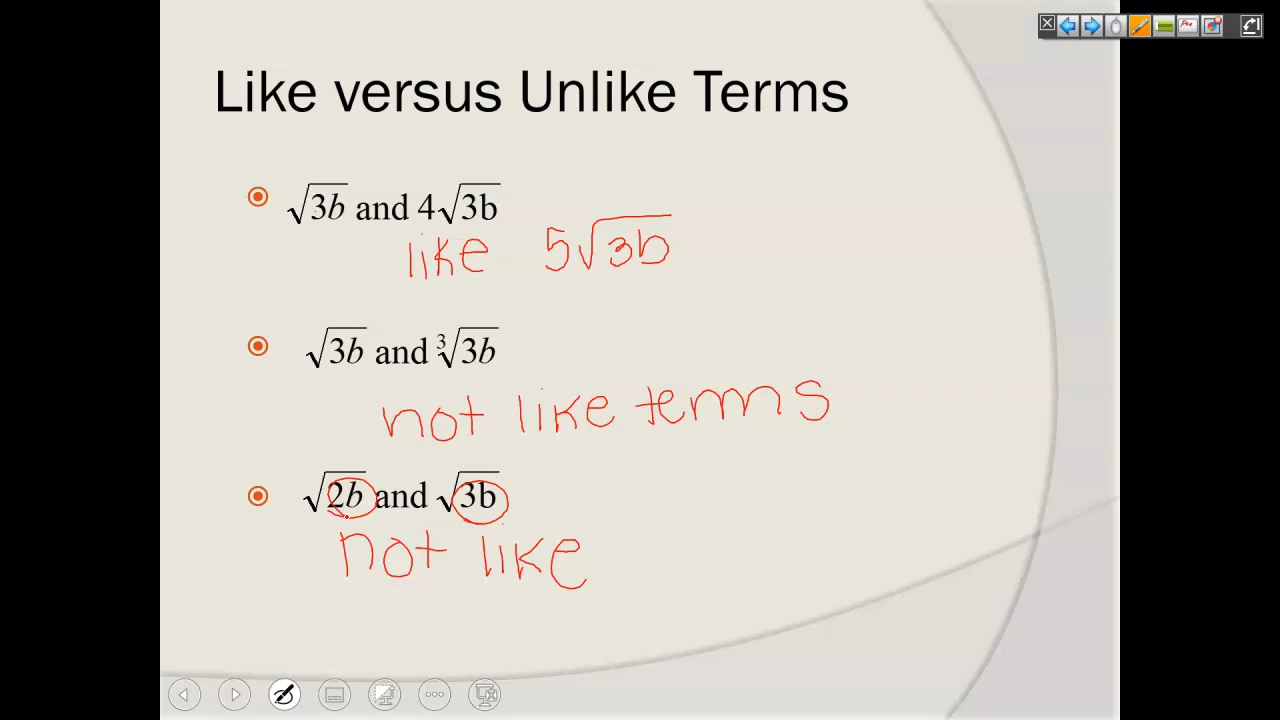 Like versus Unlike Terms
√3b and 4√3b
like 5√3b
√3b and ∛3b
not like terms
√2b and √3b
not like